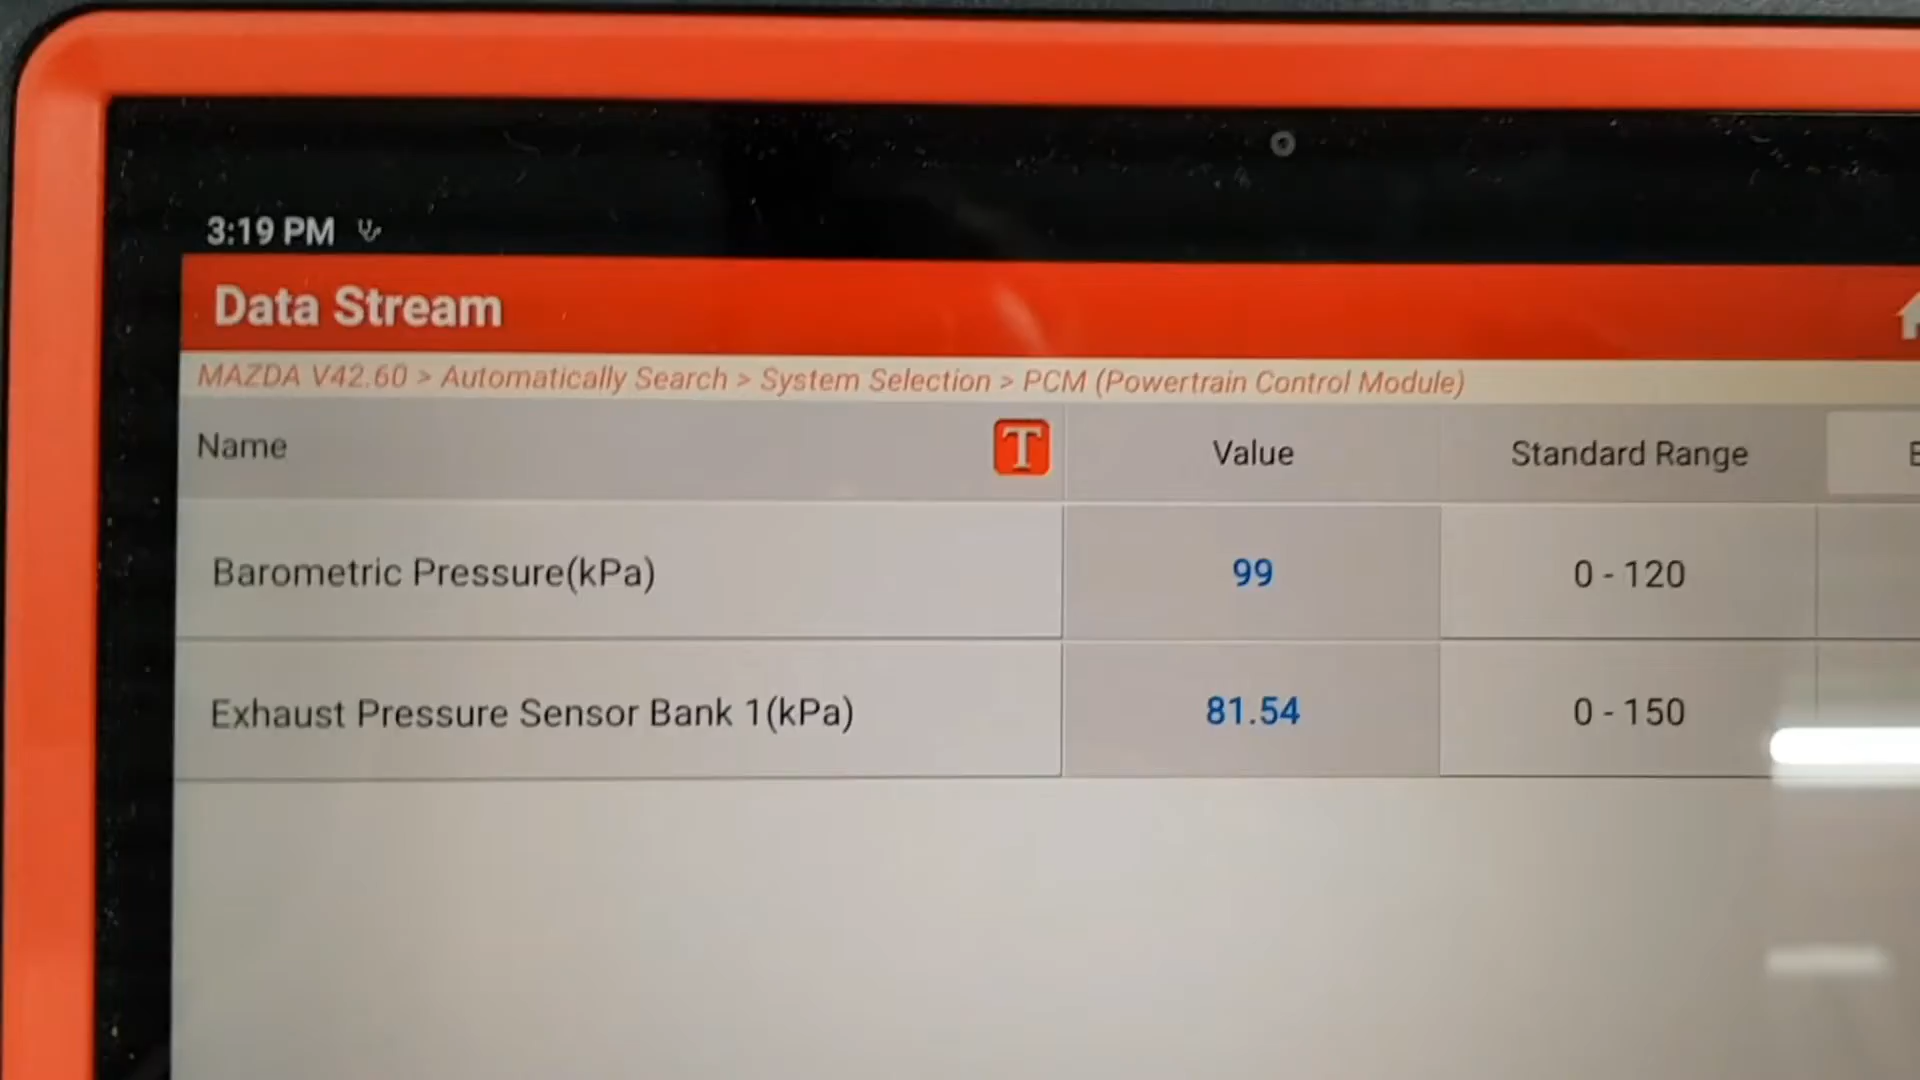 3:19 PM
Data Stream
MAZDA V42.60 > Automatically Search > System Selection > PCM (Powertrain Control Module)
Name T Value Standard Range
Barometric Pressure(kPa) 99 0 - 120
Exhaust Pressure Sensor Bank 1(kPa) 81.54 0 - 150